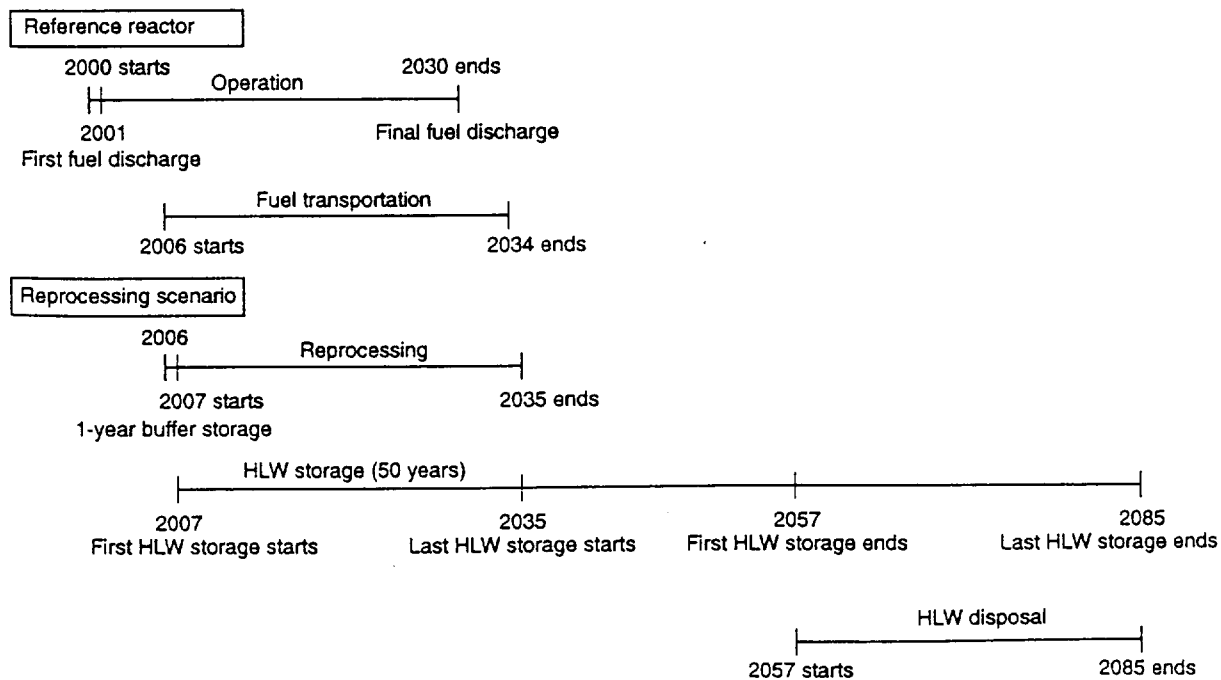 Reference reactor
2000 starts
2030 ends
Operation
2001
First fuel discharge
Final fuel discharge
Fuel transportation
2006 starts
2034 ends
Reprocessing scenario
2006
Reprocessing
2007 starts
2035 ends
1-year buffer storage
HLW storage (50 years)
2007
First HLW storage starts
2035
Last HLW storage starts
2057
First HLW storage ends
2085
Last HLW storage ends
HLW disposal
2057 starts
2085 ends